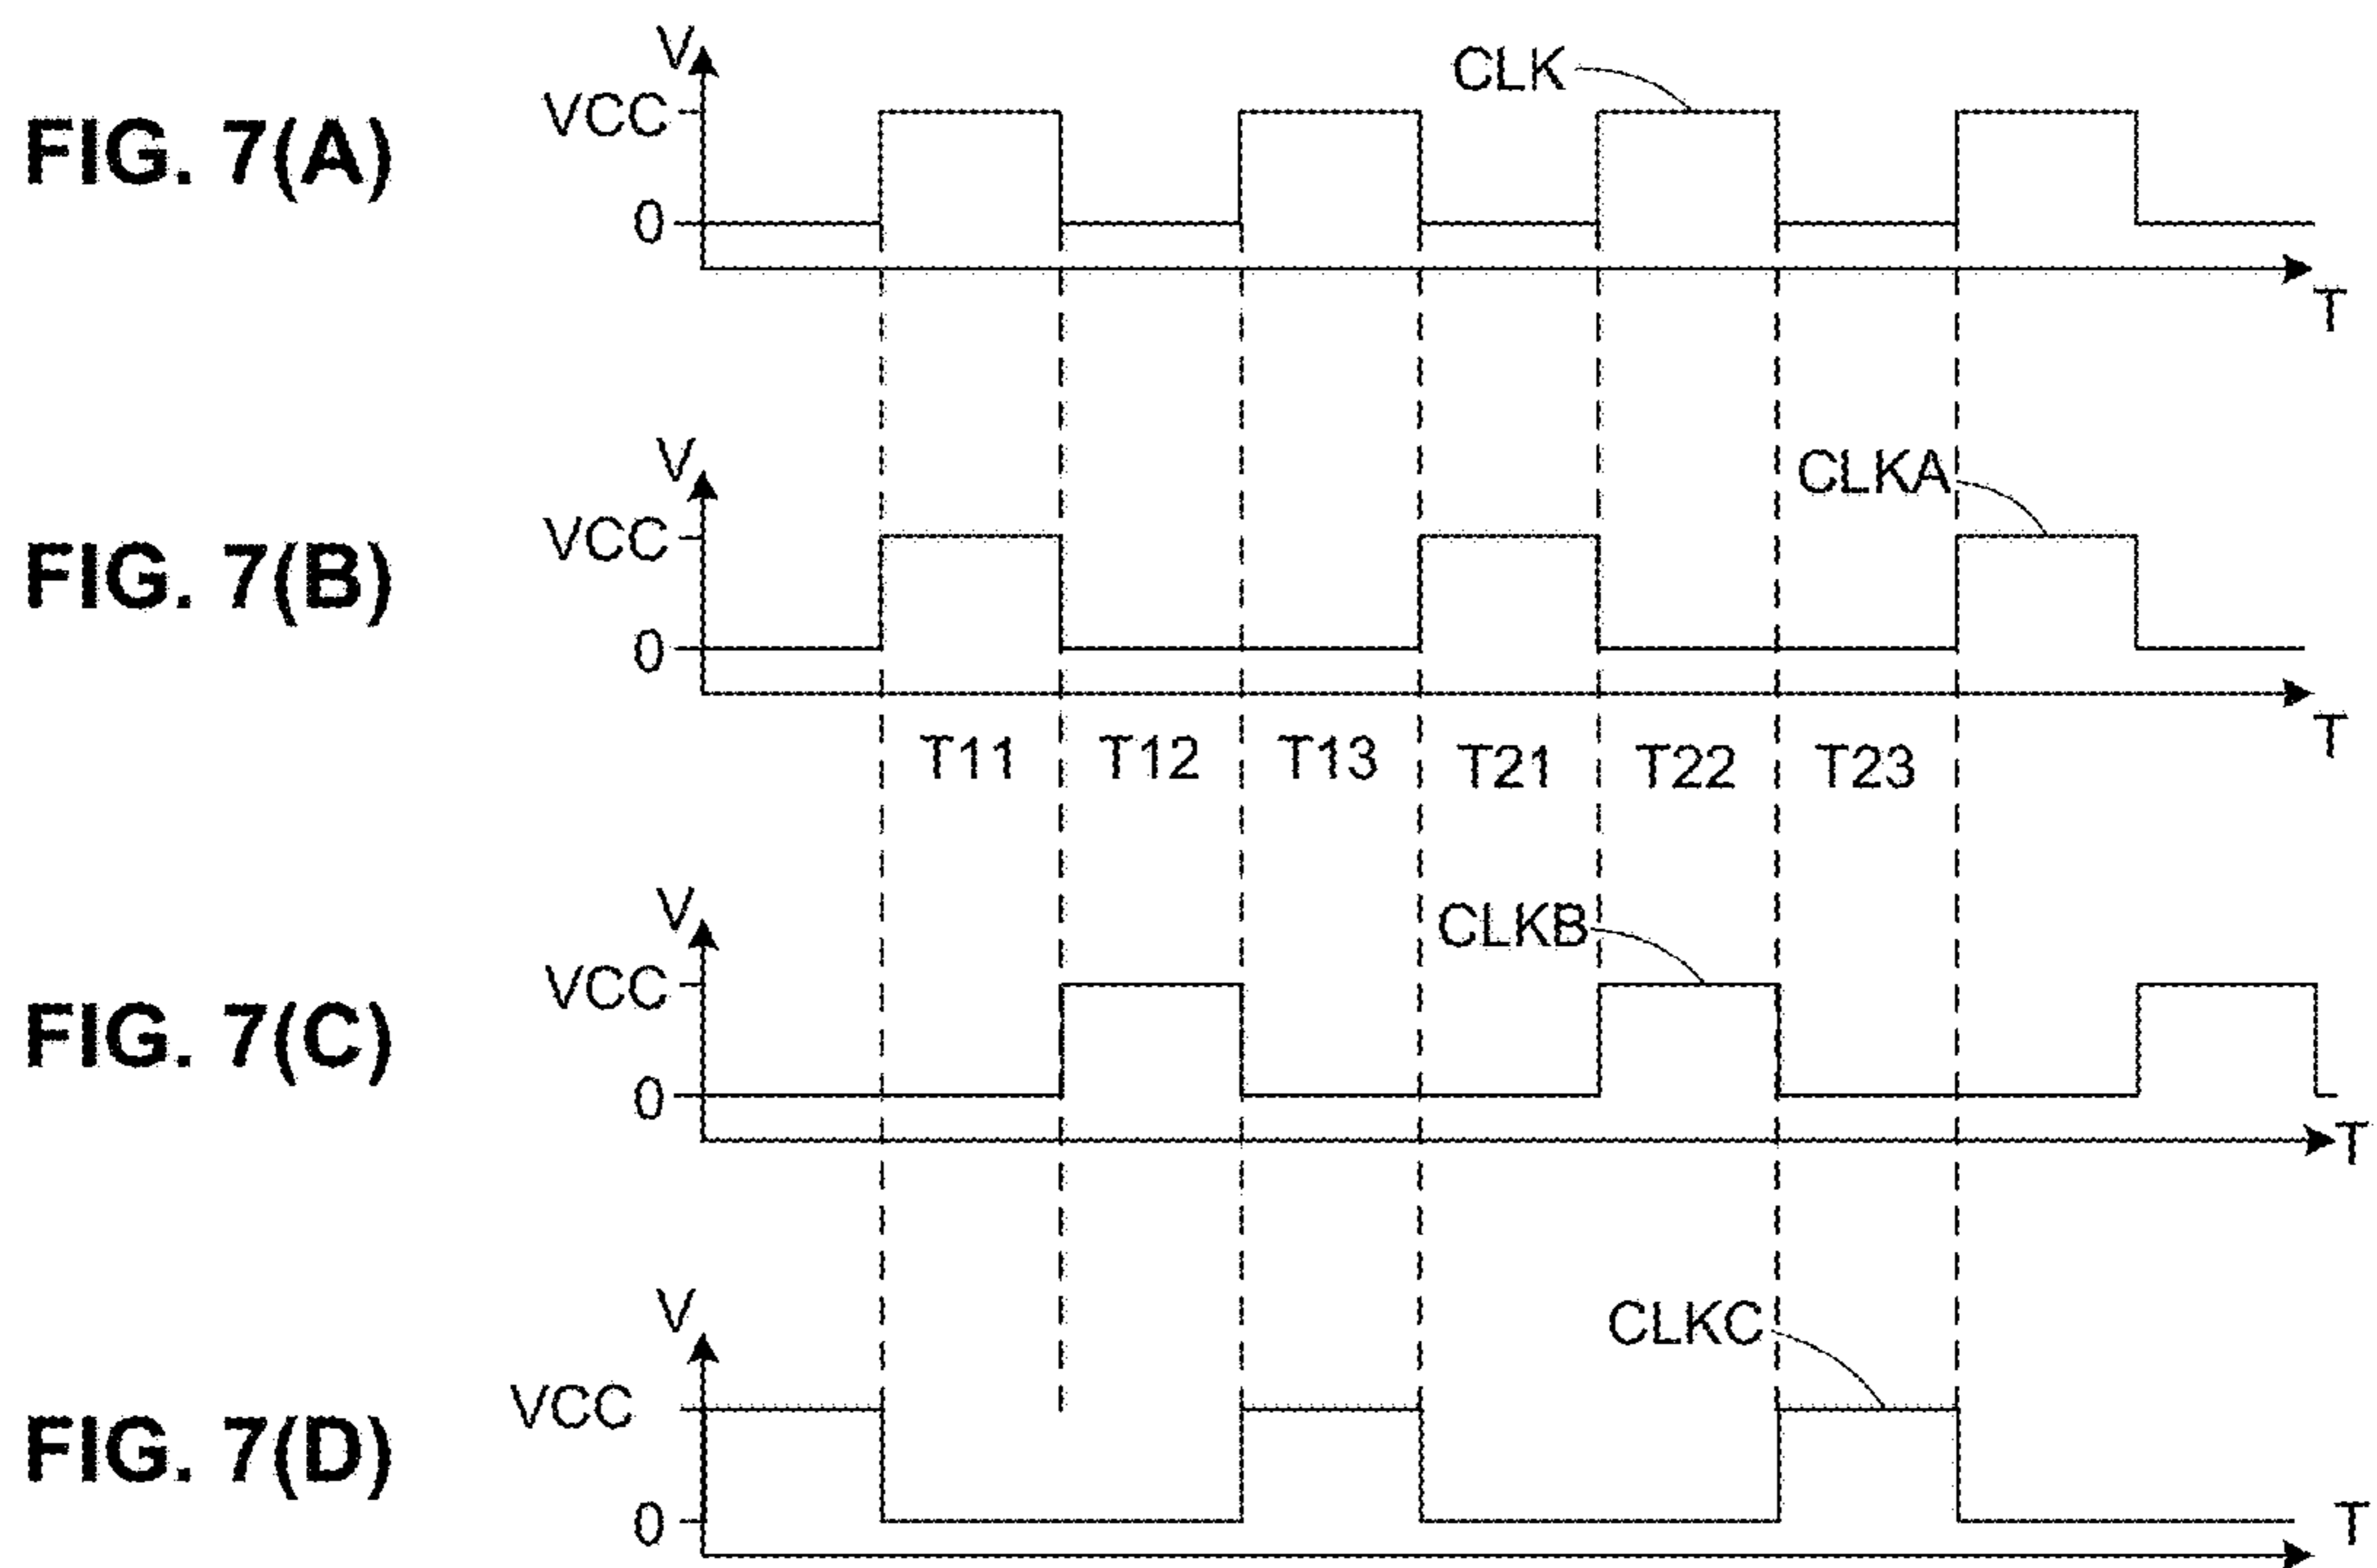 FIG. 7(A)
V
VCC
0
CLK
T
FIG. 7(B)
V
VCC
0
CLKA
T
T11 T12 T13 T21 T22 T23
FIG. 7(C)
V
VCC
0
CLKB
T
FIG. 7(D)
V
VCC
0
CLKC
T